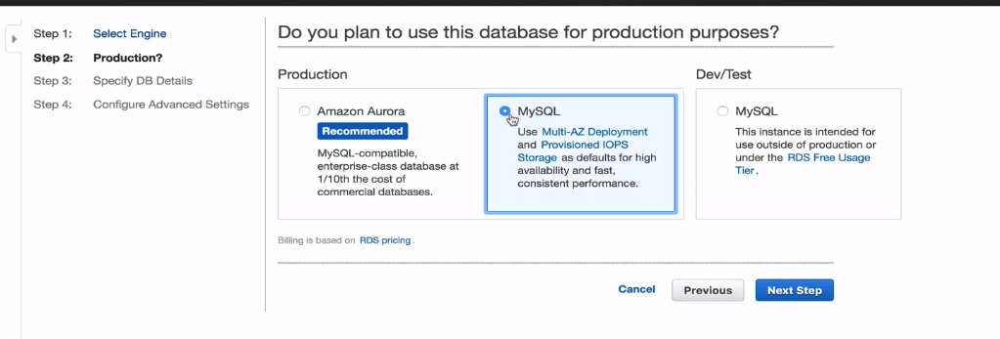 Step 1: Select Engine
Step 2: Production?
Step 3: Specify DB Details
Step 4: Configure Advanced Settings
Do you plan to use this database for production purposes?
Production
Amazon Aurora
Recommended
MySQL-compatible,
enterprise-class database at
1/10th the cost of
commercial databases.
MySQL
Use Multi-AZ Deployment
and Provisioned IOPS
Storage as defaults for high
availability and fast,
consistent performance.
Dev/Test
MySQL
This instance is intended for
use outside of production or
under the RDS Free Usage
Tier.
Billing is based on RDS pricing.
Cancel Previous Next Step